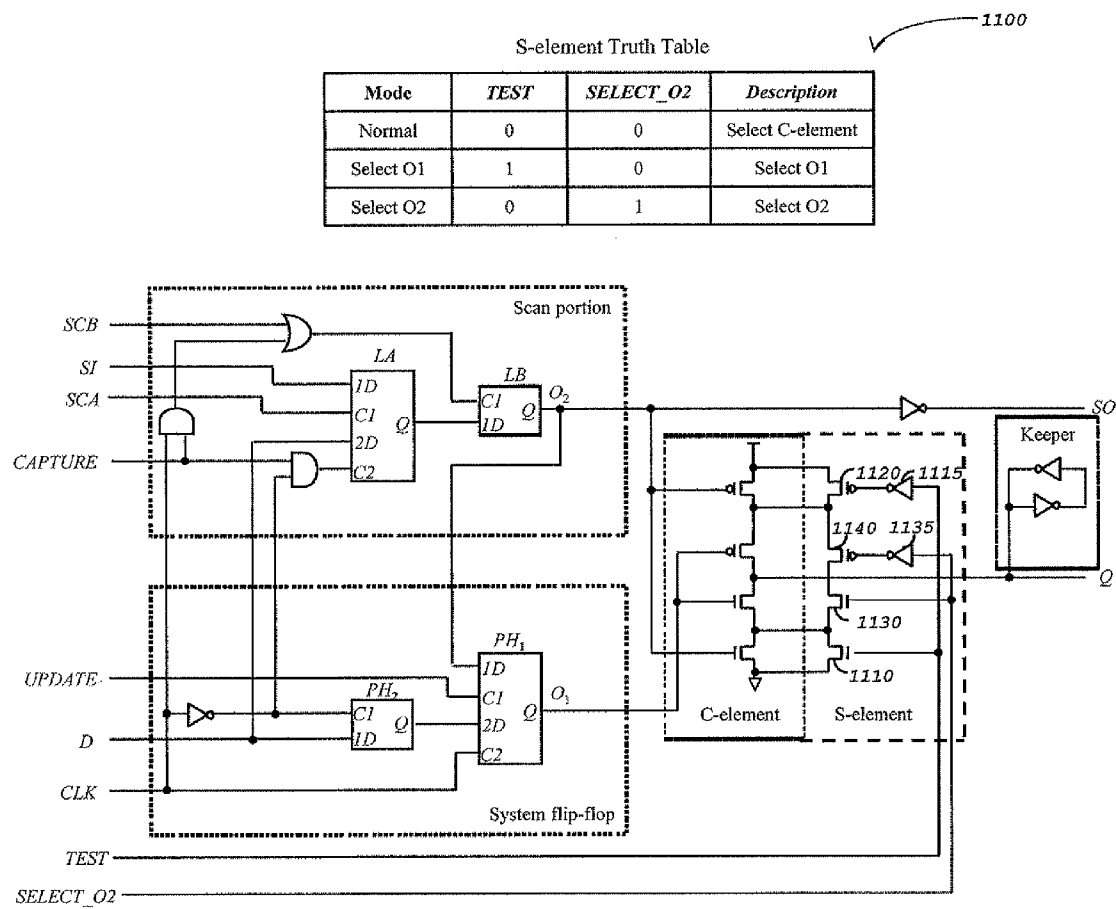 1100
S-element Truth Table
Mode TEST SELECT_O2 Description
Normal 0 0 Select C-element
Select O1 1 0 Select O1
Select O2 0 1 Select O2
Scan portion
SCB
SI
SCA
CAPTURE
LA
1D
C1
2D
C2
Q
LB
C1
1D
Q
O2
SO
Keeper
Q
1120
1115
1140
1135
1130
1110
C-element
S-element
UPDATE
D
CLK
PH2
C1
1D
Q
PH1
1D
C1
2D
C2
Q
O1
System flip-flop
TEST
SELECT_O2